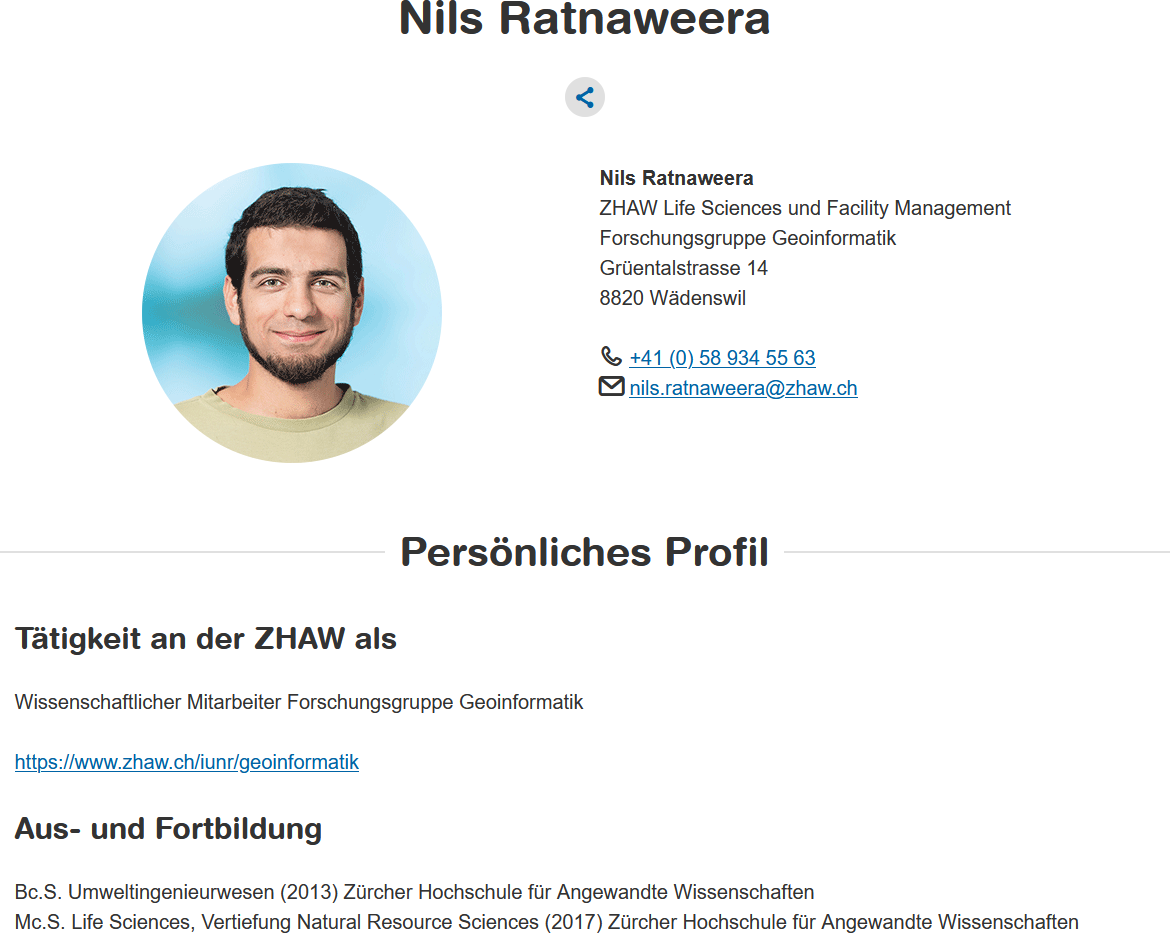 Nils Ratnaweera
Nils Ratnaweera
ZHAW Life Sciences und Facility Management
Forschungsgruppe Geoinformatik
Grüentalstrasse 14
8820 Wädenswil
+41 (0) 58 934 55 63
nils.ratnaweera@zhaw.ch
Persönliches Profil
Tätigkeit an der ZHAW als
Wissenschaftlicher Mitarbeiter Forschungsgruppe Geoinformatik
https://www.zhaw.ch/iunr/geoinformatik
Aus- und Fortbildung
Bc.S. Umweltingenieurwesen (2013) Zürcher Hochschule für Angewandte Wissenschaften
Mc.S. Life Sciences, Vertiefung Natural Resource Sciences (2017) Zürcher Hochschule für Angewandte Wissenschaften